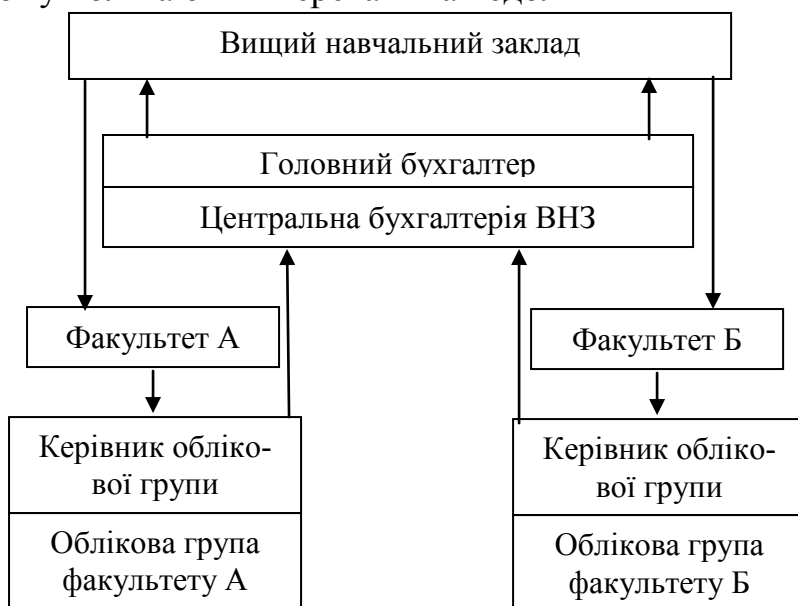 Вищий навчальний заклад
Головний бухгалтер
Центральна бухгалтерія ВНЗ
Факультет А
Факультет Б
Керівник обліко-
вої групи
Облікова група
факультету А
Керівник обліко-
вої групи
Облікова група
факультету Б